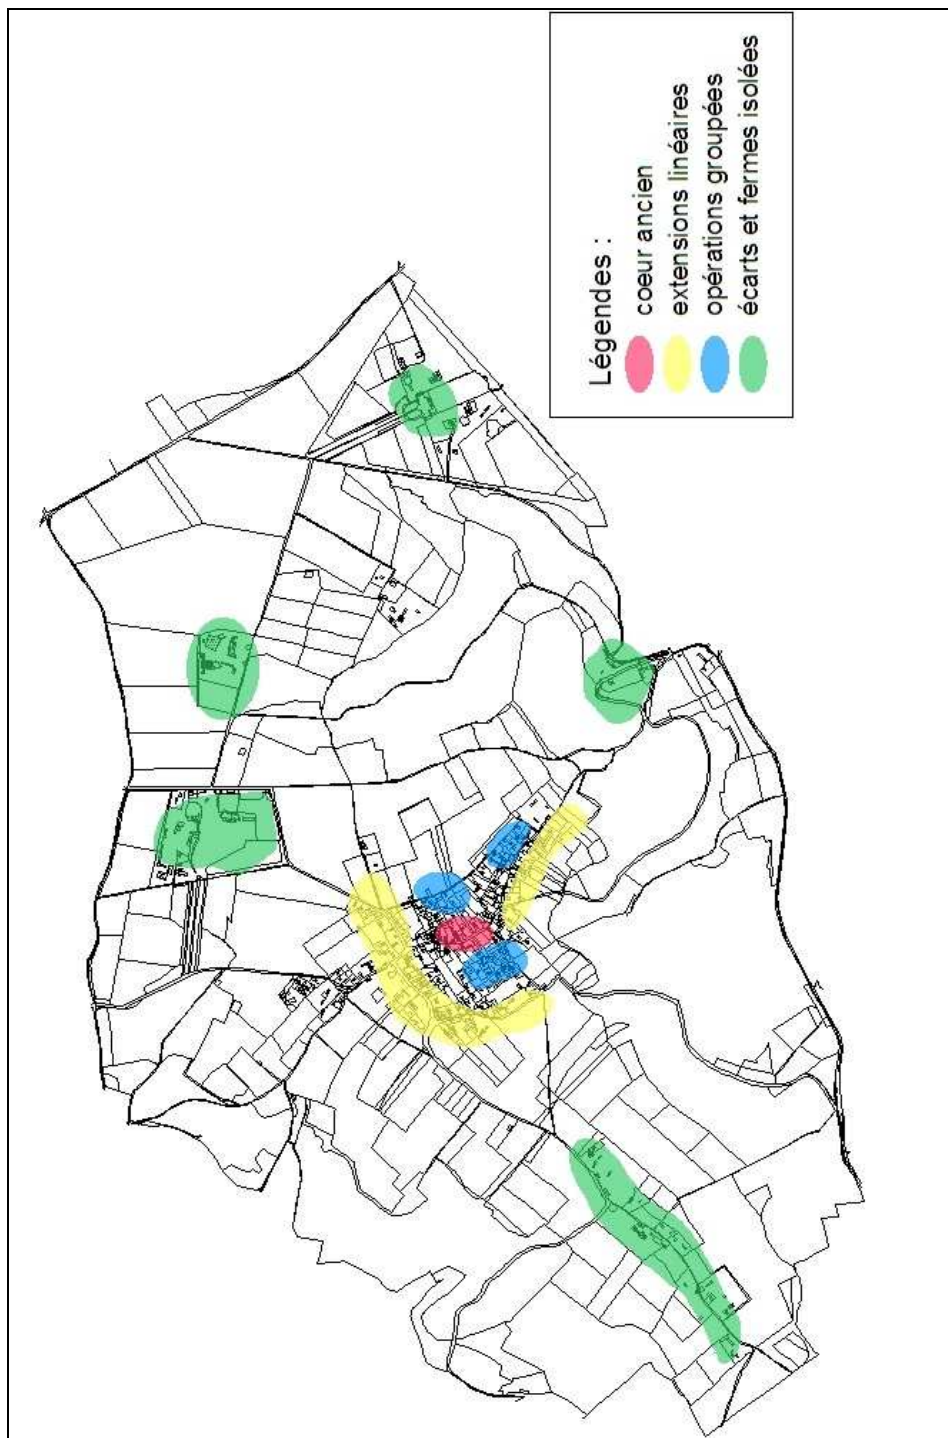 Légendes :
coeur ancien
extensions linéaires
opérations groupées
écarts et fermes isolées